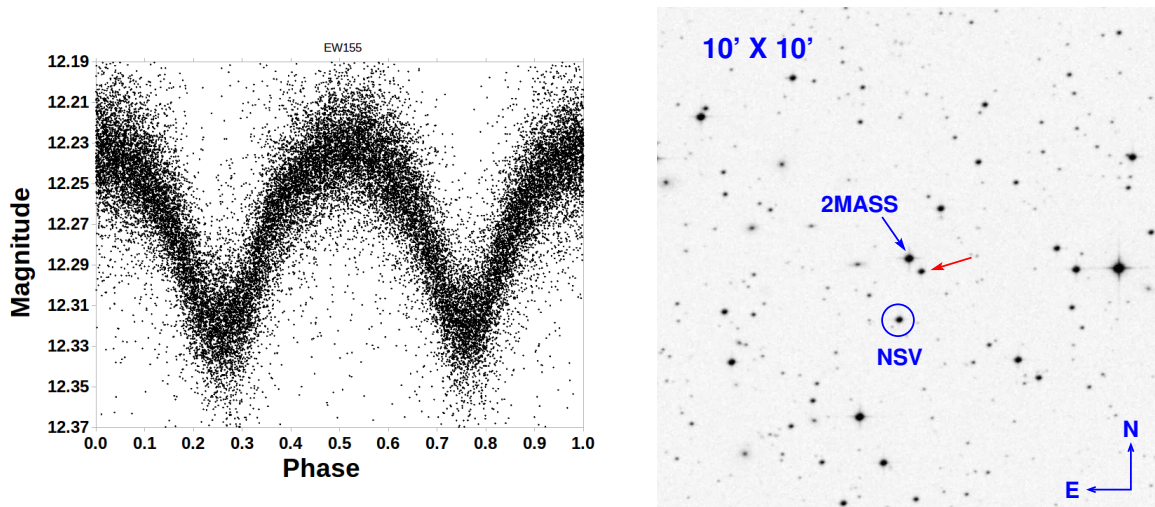 EW155
12.19
12.21
12.23
12.25
12.27
12.29
12.31
12.33
12.35
12.37
Magnitude
0.0 0.1 0.2 0.3 0.4 0.5 0.6 0.7 0.8 0.9 1.0
Phase
10’ X 10’
2MASS
NSV
N
E